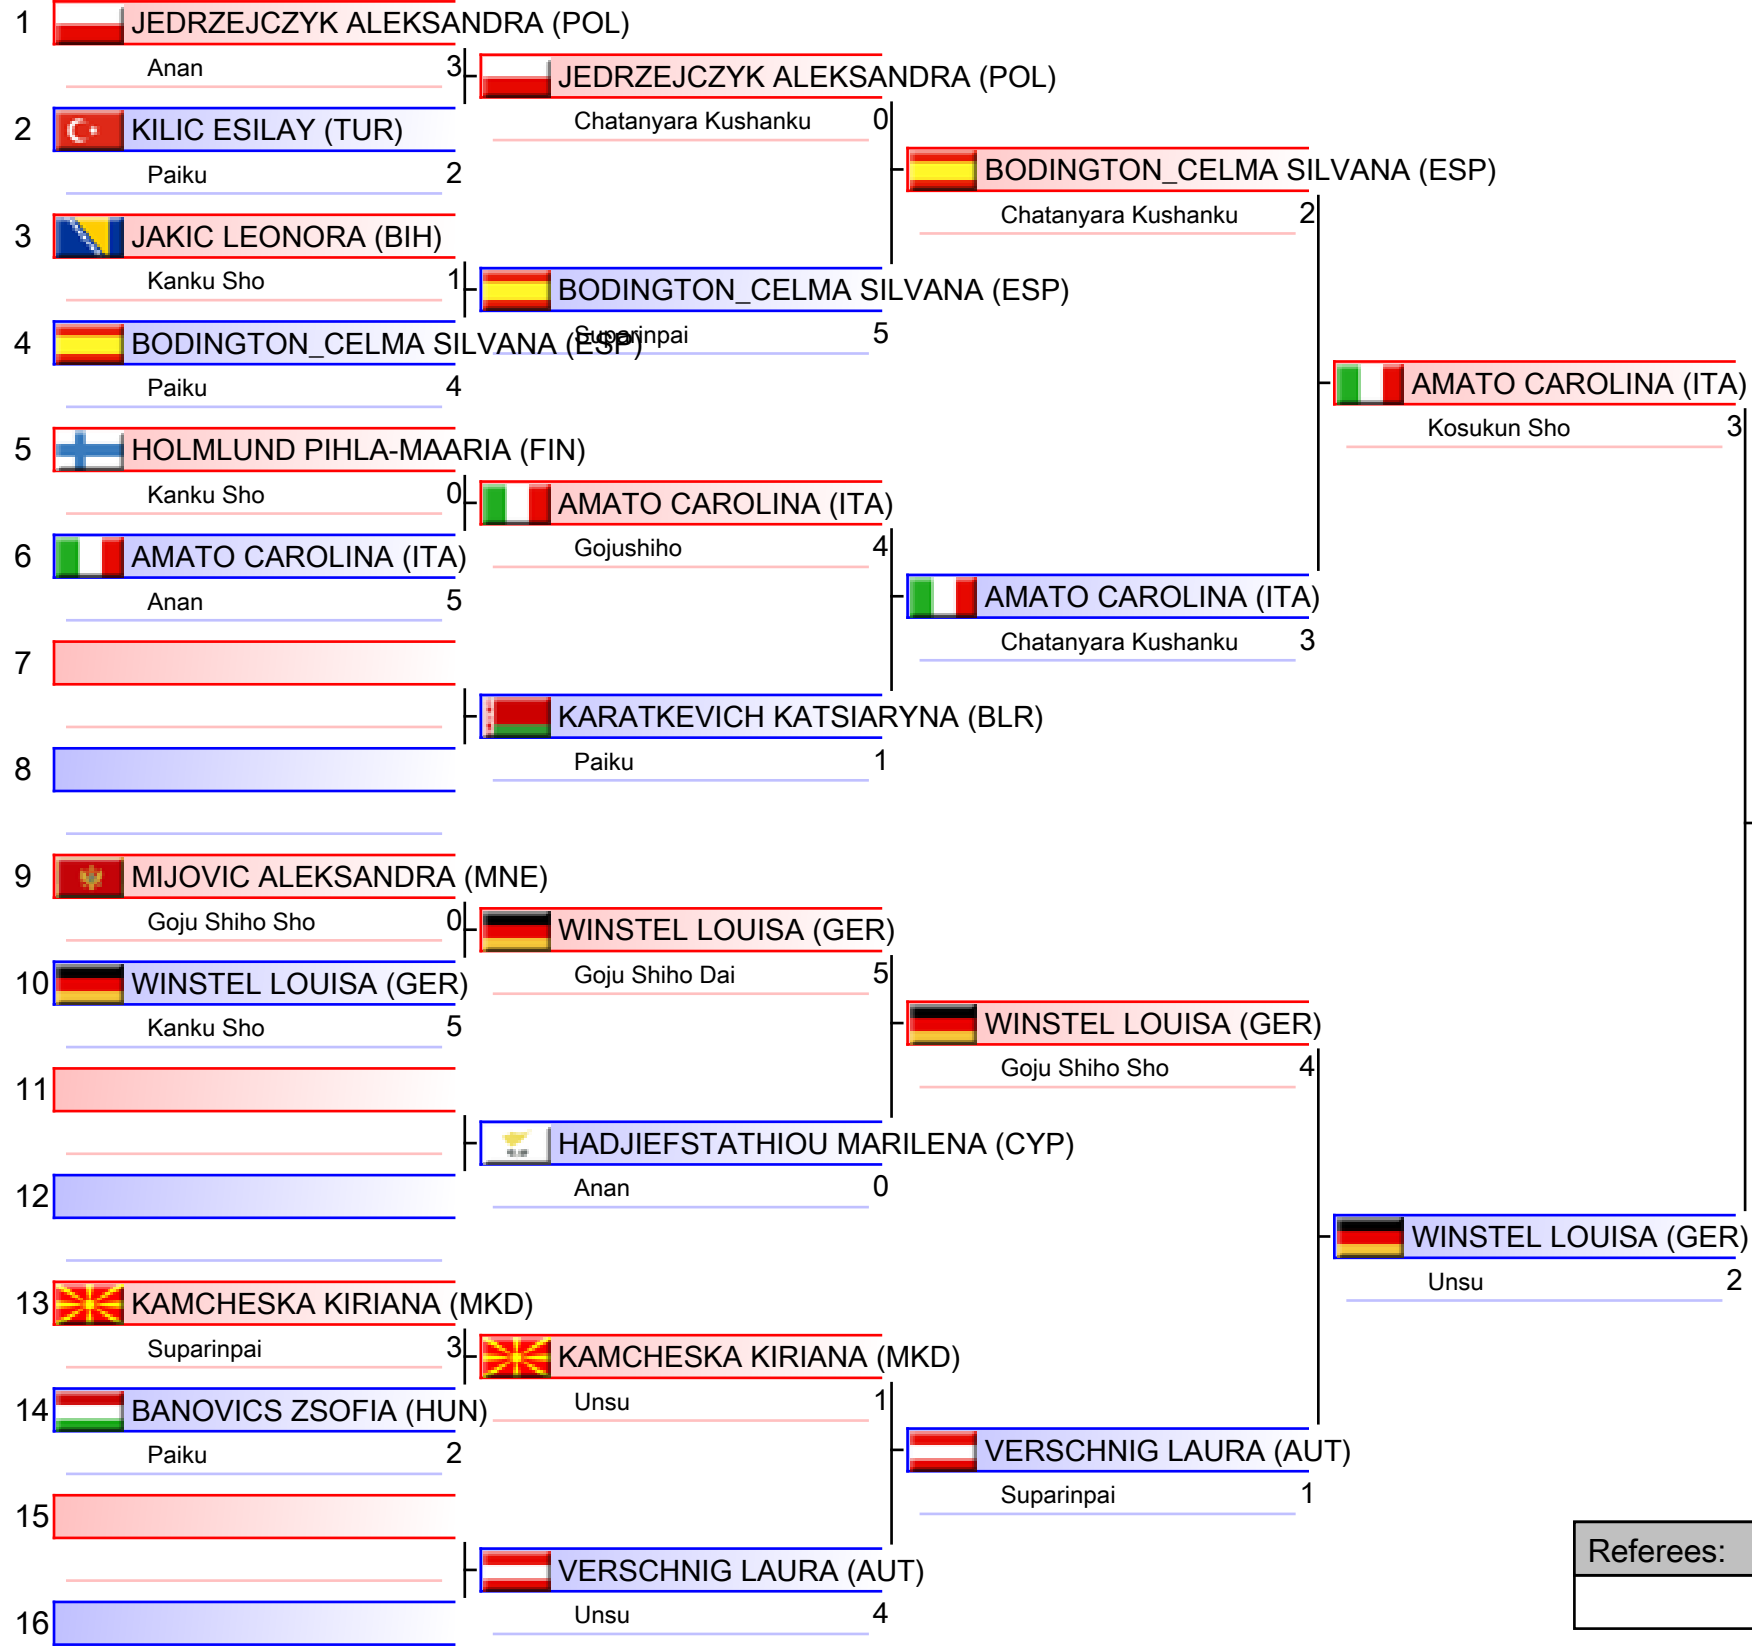 1 JEDRZEJCZYK ALEKSANDRA (POL)
Anan 3
JEDRZEJCZYK ALEKSANDRA (POL)
Chatanyara Kushanku 0
2 KILIC ESILAY (TUR)
Paiku 2
BODINGTON_CELMA SILVANA (ESP)
Chatanyara Kushanku 2
3 JAKIC LEONORA (BIH)
Kanku Sho 1
BODINGTON_CELMA SILVANA (ESP)
Suparinpai 5
4 BODINGTON_CELMA SILVANA (ESP)
Paiku 4
AMATO CAROLINA (ITA)
Kosukun Sho 3
5 HOLMLUND PIHLA-MAARIA (FIN)
Kanku Sho 0
AMATO CAROLINA (ITA)
Gojushiho 4
6 AMATO CAROLINA (ITA)
Anan 5
AMATO CAROLINA (ITA)
Chatanyara Kushanku 3
7
KARATKEVICH KATSIARYNA (BLR)
Paiku 1
8
9 MIJOVIC ALEKSANDRA (MNE)
Goju Shiho Sho 0
WINSTEL LOUISA (GER)
Goju Shiho Dai 5
10 WINSTEL LOUISA (GER)
Kanku Sho 5
WINSTEL LOUISA (GER)
Goju Shiho Sho 4
11
HADJIEFSTATHIOU MARILENA (CYP)
Anan 0
12
WINSTEL LOUISA (GER)
Unsu 2
13 KAMCHESKA KIRIANA (MKD)
Suparinpai 3
KAMCHESKA KIRIANA (MKD)
Unsu 1
14 BANOVICS ZSOFIA (HUN)
Paiku 2
VERSCHNIG LAURA (AUT)
Suparinpai 1
15
VERSCHNIG LAURA (AUT)
Unsu 4
16
Referees: